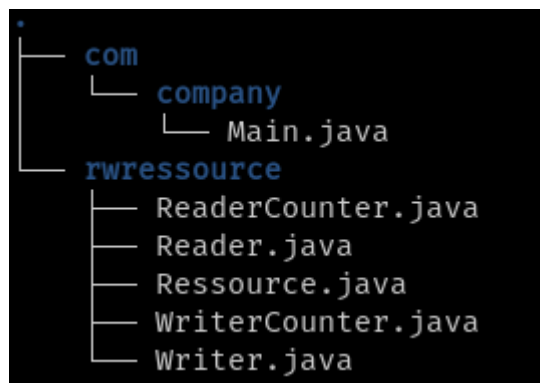 .
├── com
│   └── company
│       └── Main.java
└── rwressource
    ├── ReaderCounter.java
    ├── Reader.java
    ├── Ressource.java
    ├── WriterCounter.java
    └── Writer.java